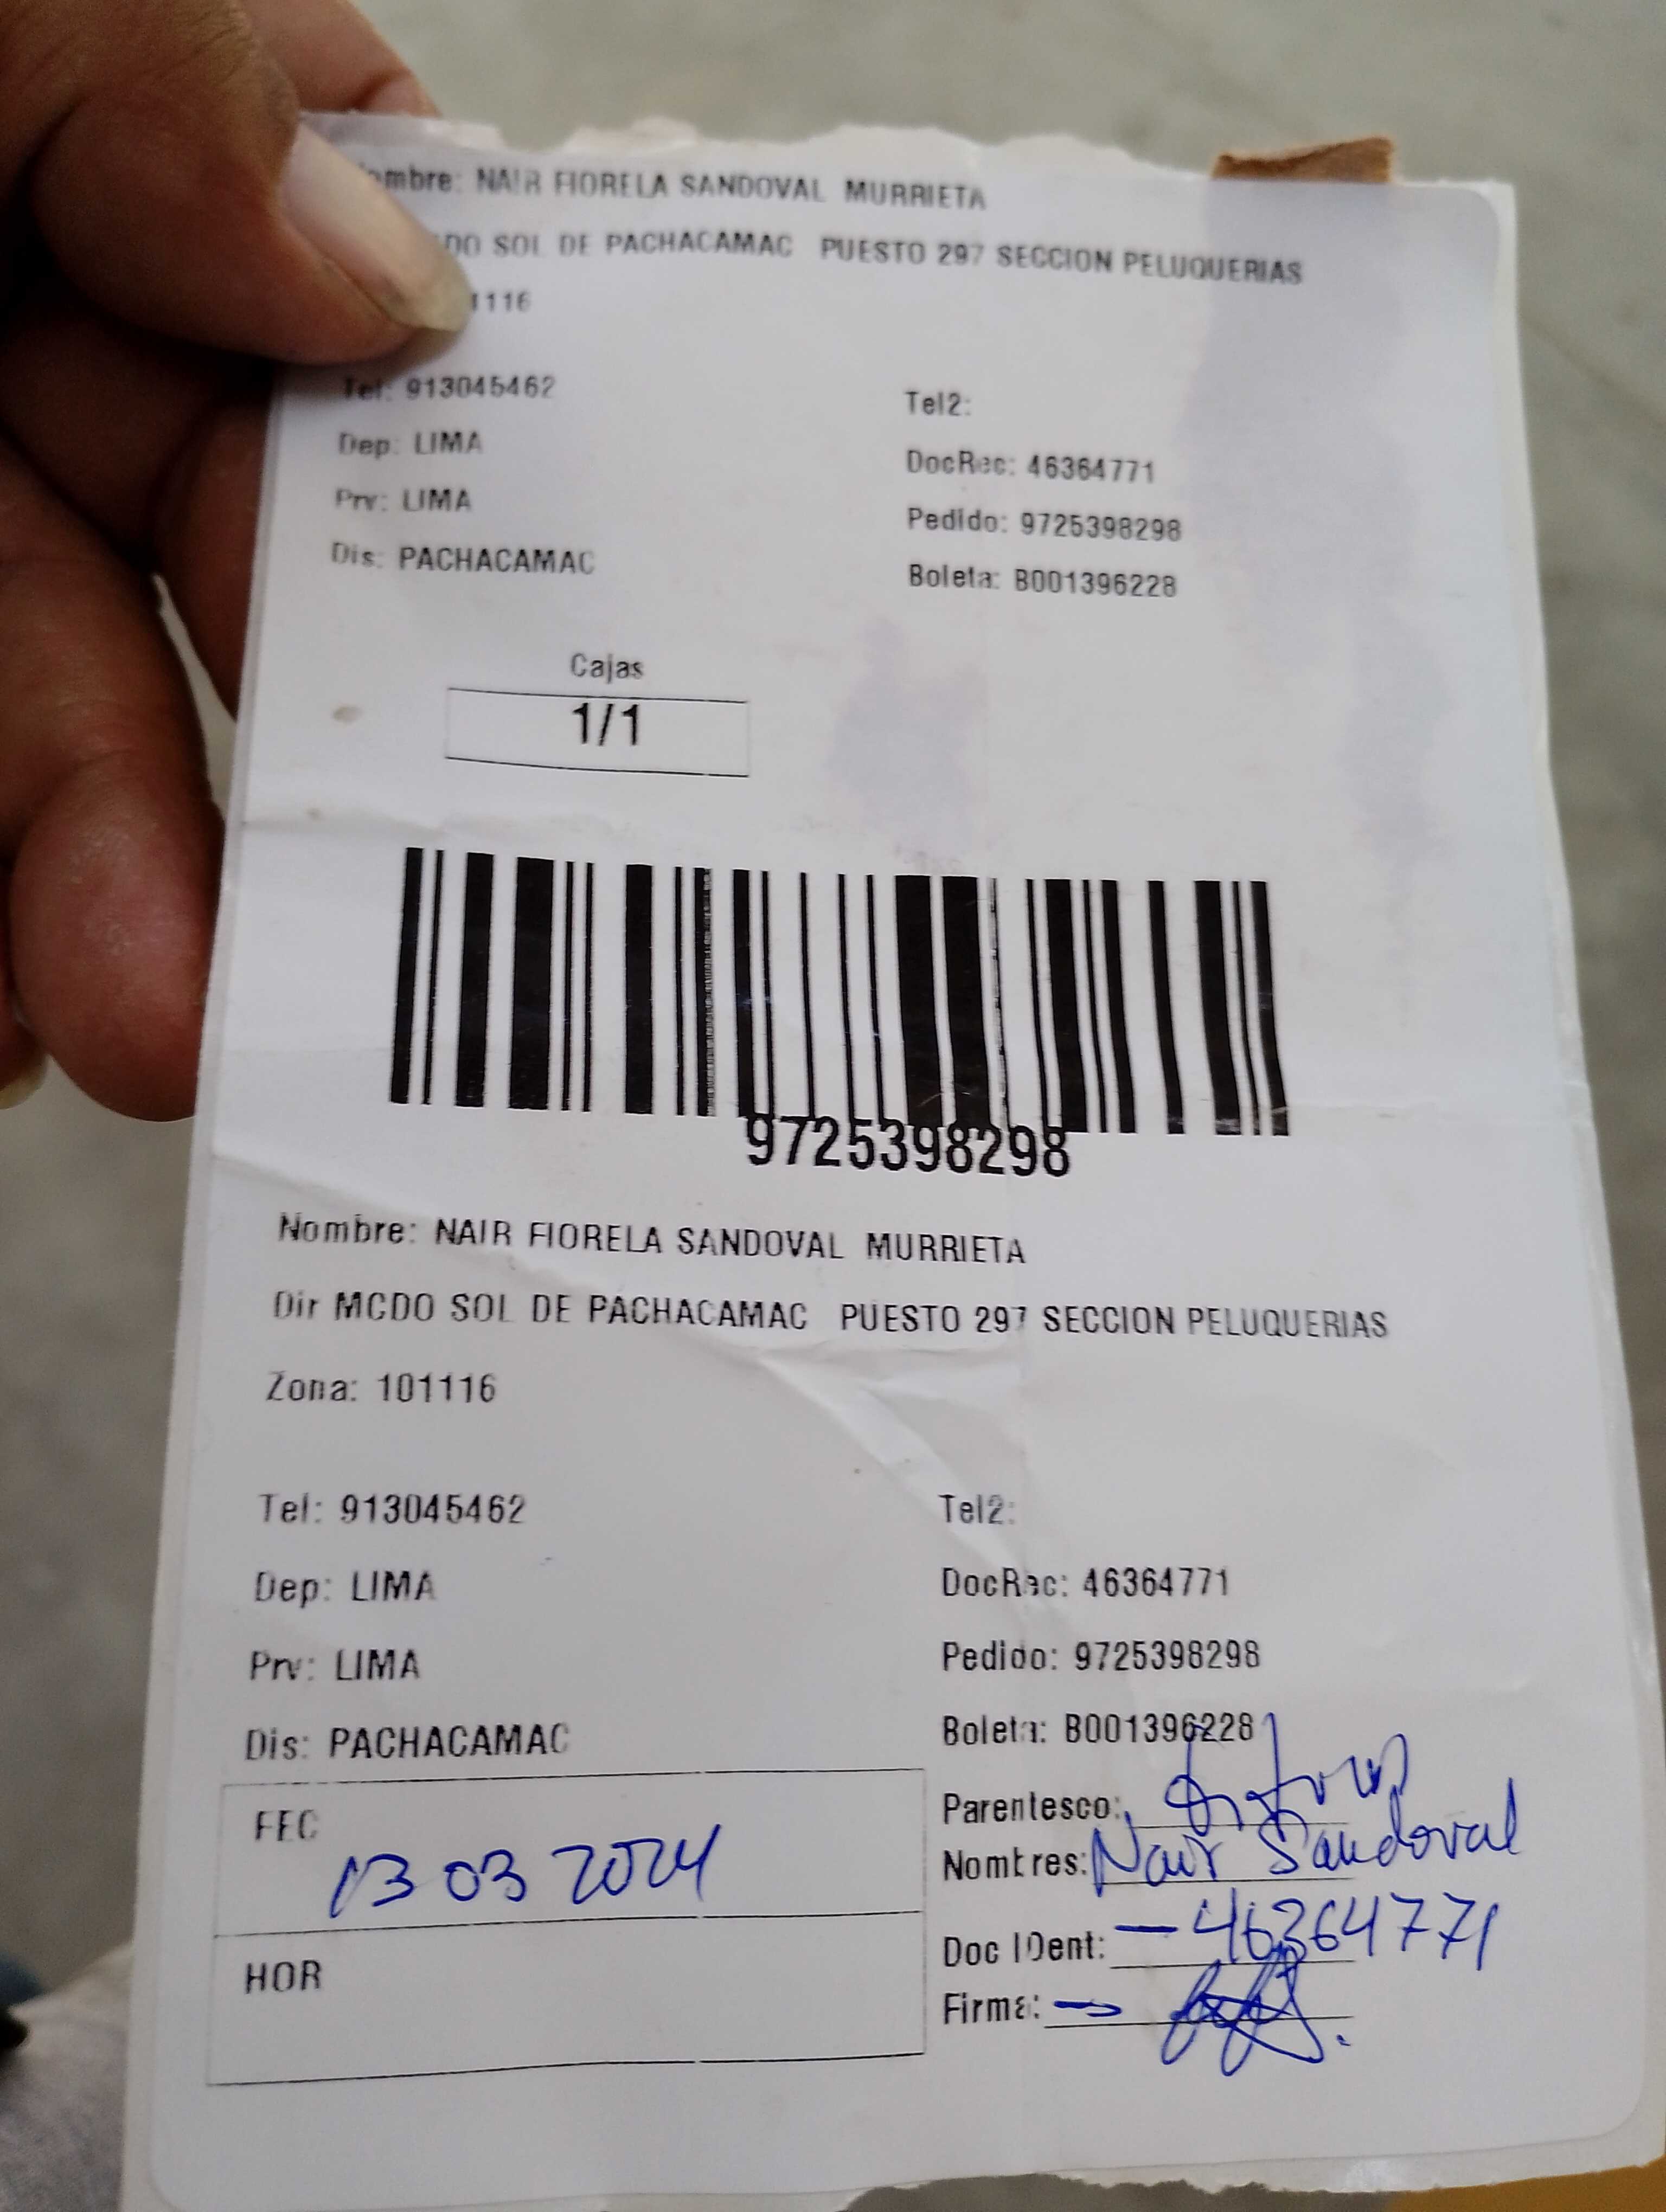 ombre: NAIR FIORELA SANDOVAL MURRIETA
DO SOL DE PACHACAMAC PUESTO 297 SECCION PELUQUERIAS
1116
Tel: 913045462
Tel2:
Dep: LIMA
DocRec: 46364771
Prv: LIMA
Pedido: 9725398298
Dis: PACHACAMAC
Boleta: B001396228
Cajas
1/1
9725398298
Nombre: NAIR FIORELA SANDOVAL MURRIETA
Dir MCDO SOL DE PACHACAMAC PUESTO 297 SECCION PELUQUERIAS
Zona: 101116
Tel: 913045462
Tel2:
Dep: LIMA
DocRec: 46364771
Prv: LIMA
Pedido: 9725398298
Dis: PACHACAMAC
Boleta: B001396228
FEC
13 03 2024
Parentesco:
Nombres: Nair Sandoval
Doc IDent: - 46364771
HOR
Firma: